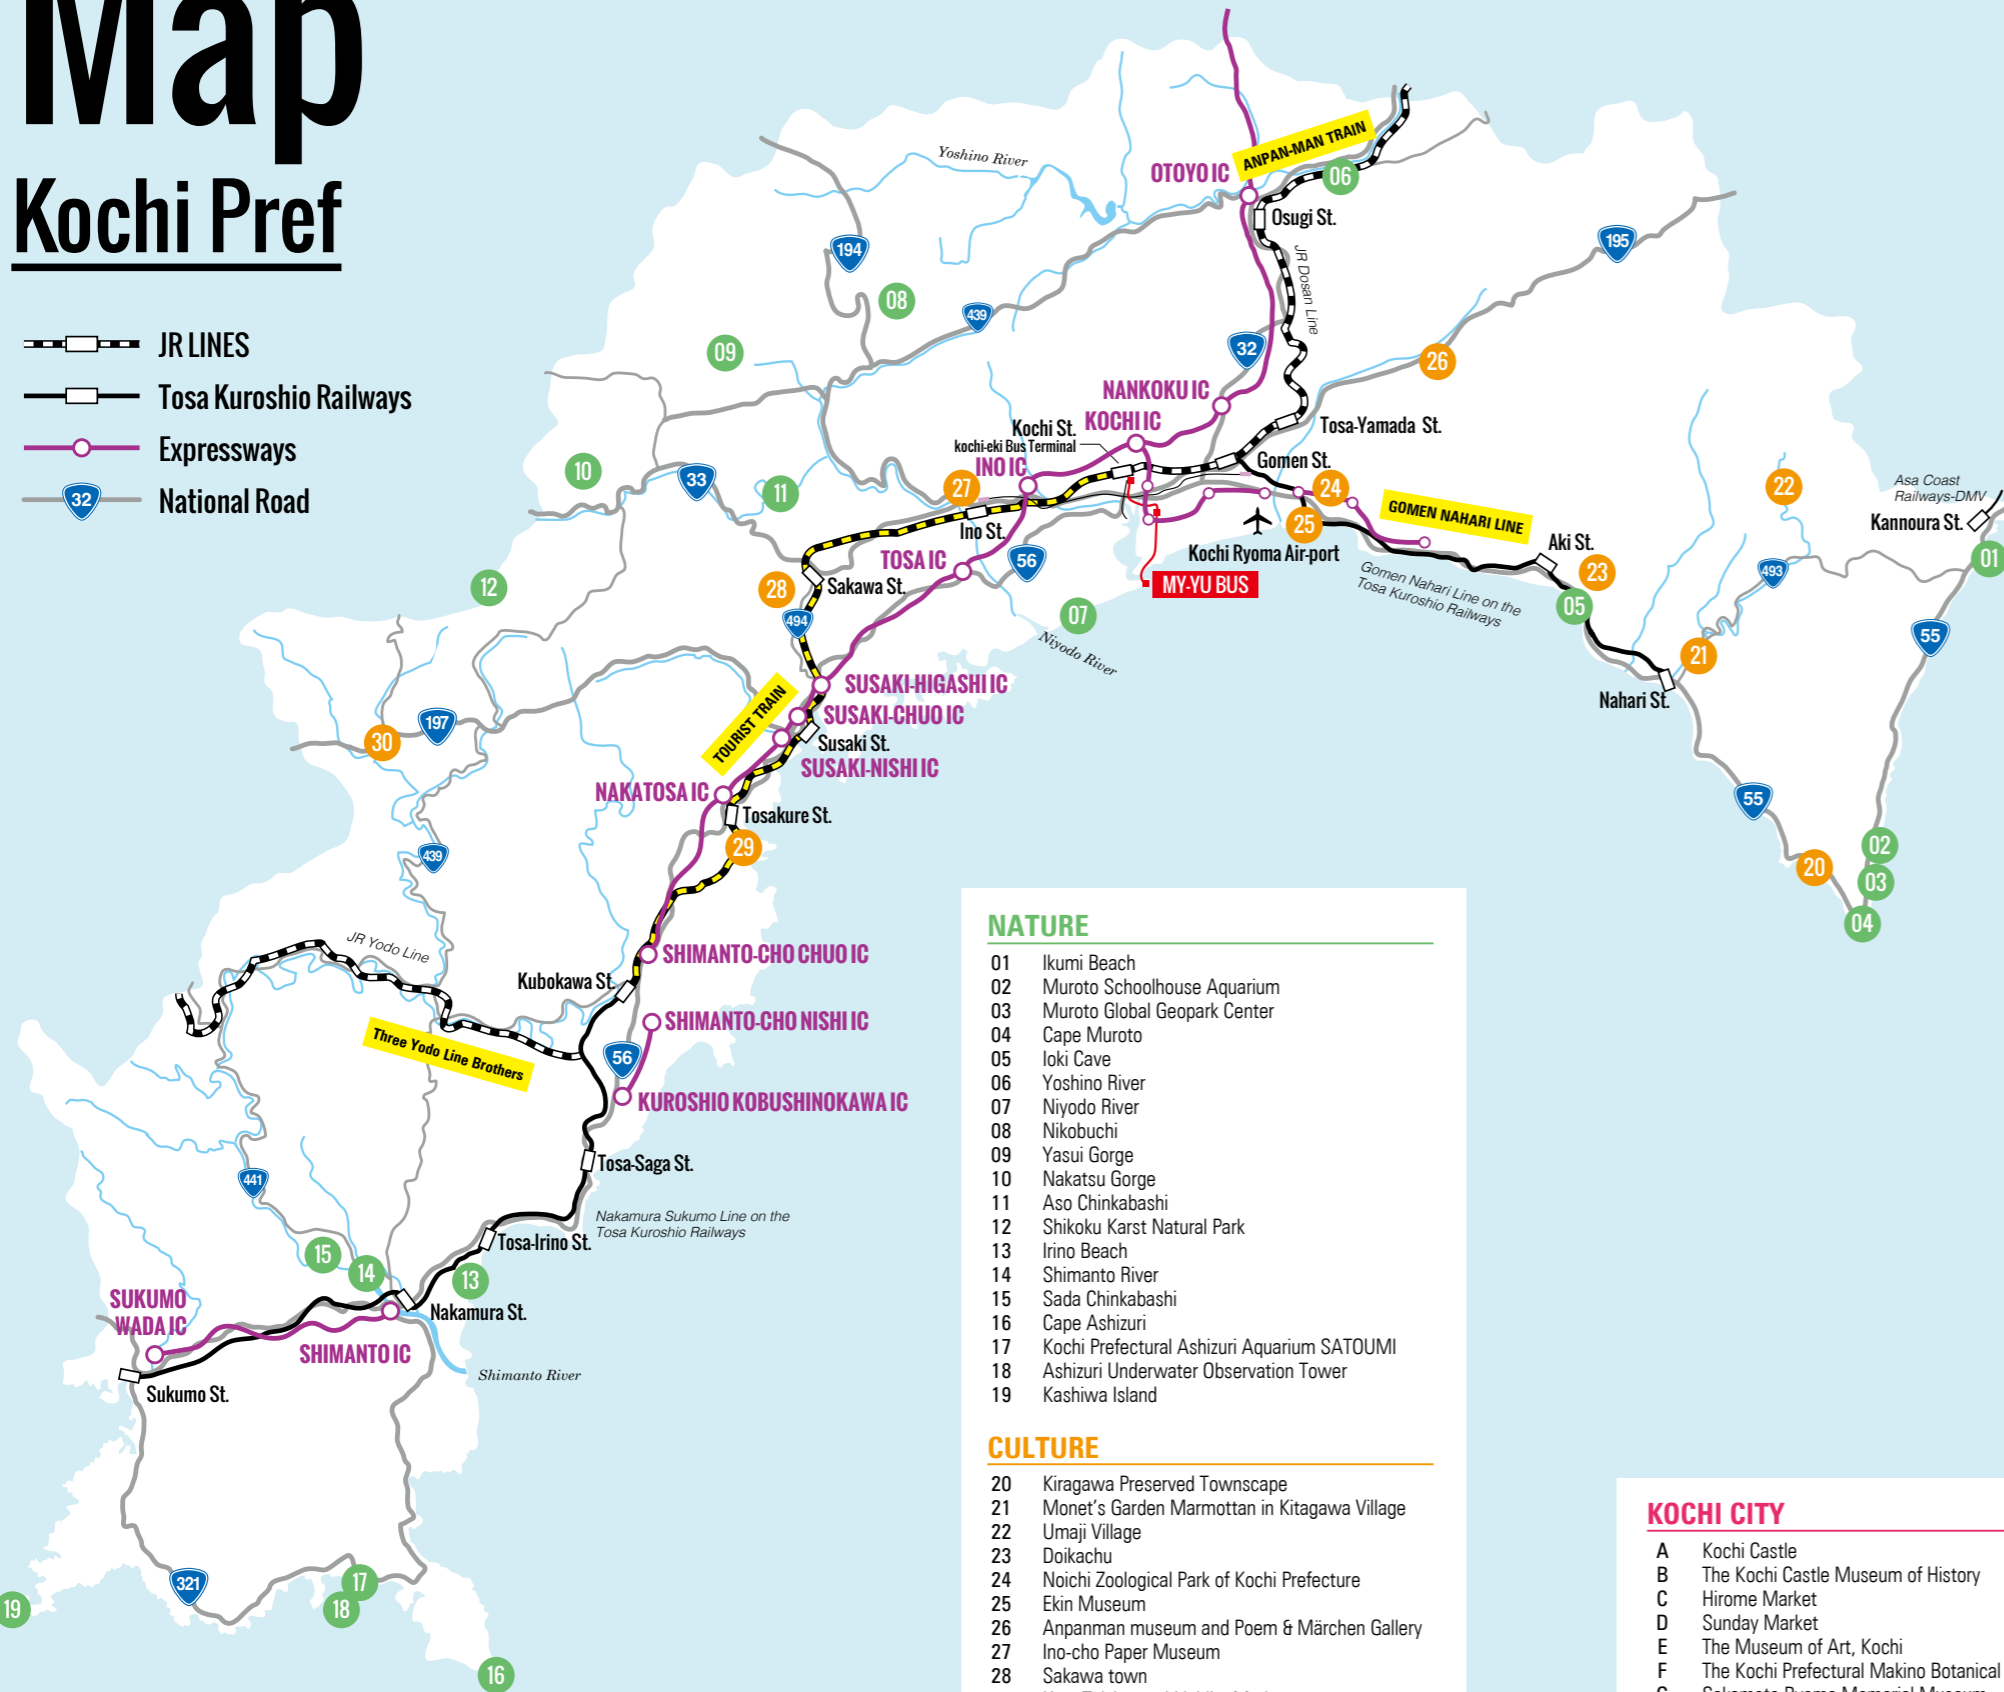 Map
Kochi Pref
JR LINES
Tosa Kuroshio Railways
Expressways
32
National Road
Yoshino River
ANPAN-MAN TRAIN
OTOYO IC
06
Osugi St.
JR Dosan Line
194
195
08
439
09
32
26
NANKOKU IC
KOCHI IC
Kochi St.
kochi-eki Bus Terminal
Tosa-Yamada St.
INO IC
Gomen St.
10
33
11
27
24
22
Asa Coast
Railways-DMV
Kannoura St.
GOMEN NAHARI LINE
25
Ino St.
Kochi Ryoma Air-port
Aki St.
TOSA IC
56
MY-YU BUS
23
493
01
Gomen Nahari Line on the
Tosa Kuroshio Railways
12
28
Sakawa St.
494
07
05
Niyodo River
55
21
SUSAKI-HIGASHI IC
Nahari St.
TOURIST TRAIN
SUSAKI-CHUO IC
30
197
Susaki St.
SUSAKI-NISHI IC
NAKATOSA IC
55
Tosakure St.
29
439
02
20
03
04
JR Yodo Line
SHIMANTO-CHO CHUO IC
Kubokawa St.
SHIMANTO-CHO NISHI IC
Three Yodo Line Brothers
56
KUROSHIO KOBUSHINOKAWA IC
Tosa-Saga St.
441
Nakamura Sukumo Line on the
Tosa Kuroshio Railways
Tosa-Irino St.
15
14
13
SUKUMO
WADA IC
Nakamura St.
SHIMANTO IC
Shimanto River
Sukumo St.
321
17
18
19
16
NATURE
01 Ikumi Beach
02 Muroto Schoolhouse Aquarium
03 Muroto Global Geopark Center
04 Cape Muroto
05 Ioki Cave
06 Yoshino River
07 Niyodo River
08 Nikobuchi
09 Yasui Gorge
10 Nakatsu Gorge
11 Aso Chinkabashi
12 Shikoku Karst Natural Park
13 Irino Beach
14 Shimanto River
15 Sada Chinkabashi
16 Cape Ashizuri
17 Kochi Prefectural Ashizuri Aquarium SATOUMI
18 Ashizuri Underwater Observation Tower
19 Kashiwa Island
CULTURE
20 Kiragawa Preserved Townscape
21 Monet's Garden Marmottan in Kitagawa Village
22 Umaji Village
23 Doikachu
24 Noichi Zoological Park of Kochi Prefecture
25 Ekin Museum
26 Anpanman museum and Poem & Märchen Gallery
27 Ino-cho Paper Museum
28 Sakawa town
KOCHI CITY
A Kochi Castle
B The Kochi Castle Museum of History
C Hirome Market
D Sunday Market
E The Museum of Art, Kochi
F The Kochi Prefectural Makino Botanical